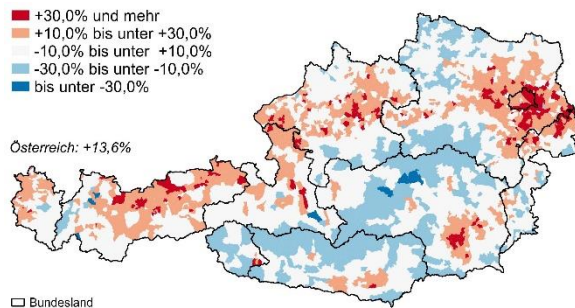 +30,0% und mehr
+10,0% bis unter +30,0%
-10,0% bis unter +10,0%
-30,0% bis unter -10,0%
bis unter -30,0%
Österreich: +13,6%
Bundesland